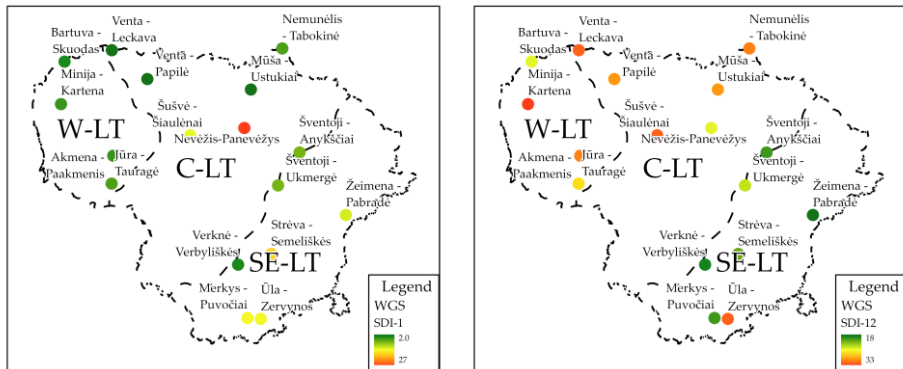 Bartuva -
Skuodas
Venta -
Leckava
Nemunėlis
- Tabokinė
Minija -
Kartena
Venta -
Papilė
Mūša -
Ustukiai
W-LT
Šušvė -
Šiaulėnai
Nevėžis-Panevėžys
Šventoji -
Anykščiai
Akmena -
Paakmenis
Jūra -
Tauragė
C-LT
Šventoji -
Ukmergė
Žeimena -
Pabradė
Verknė -
Verbyliškės
Strėva -
Semeliškės
SE-LT
Merkys -
Puvočiai
Ūla -
Zervynos
Legend
WGS
SDI-1
2.0
27
Bartuva -
Skuodas
Venta -
Leckava
Nemunėlis
- Tabokinė
Minija -
Kartena
Venta -
Papilė
Mūša -
Ustukiai
W-LT
Šušvė -
Šiaulėnai
Nevėžis-Panevėžys
Šventoji -
Anykščiai
Akmena -
Paakmenis
Jūra -
Tauragė
C-LT
Šventoji -
Ukmergė
Žeimena -
Pabradė
Verknė -
Verbyliškės
Strėva -
Semeliškės
SE-LT
Merkys -
Puvočiai
Ūla -
Zervynos
Legend
WGS
SDI-12
18
33